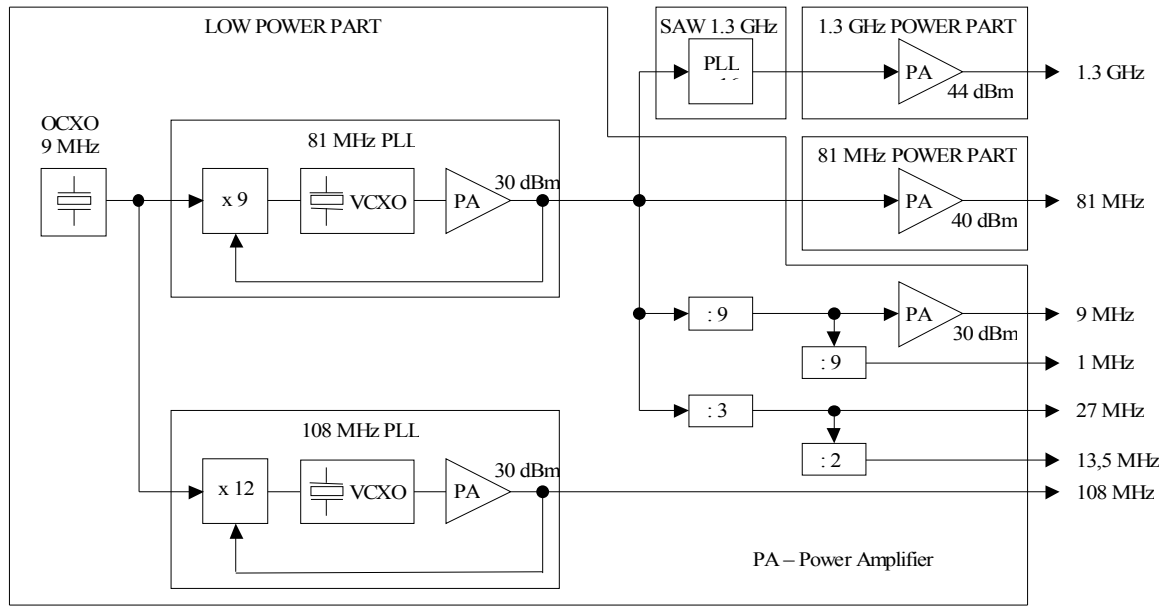 LOW POWER PART
SAW 1.3 GHz
1.3 GHz POWER PART
PLL
PA
44 dBm
1.3 GHz
OCXO
9 MHz
81 MHz PLL
x 9
VCXO
PA
30 dBm
81 MHz POWER PART
PA
40 dBm
81 MHz
: 9
PA
30 dBm
9 MHz
: 9
1 MHz
: 3
27 MHz
: 2
13,5 MHz
108 MHz PLL
x 12
VCXO
PA
30 dBm
108 MHz
PA – Power Amplifier